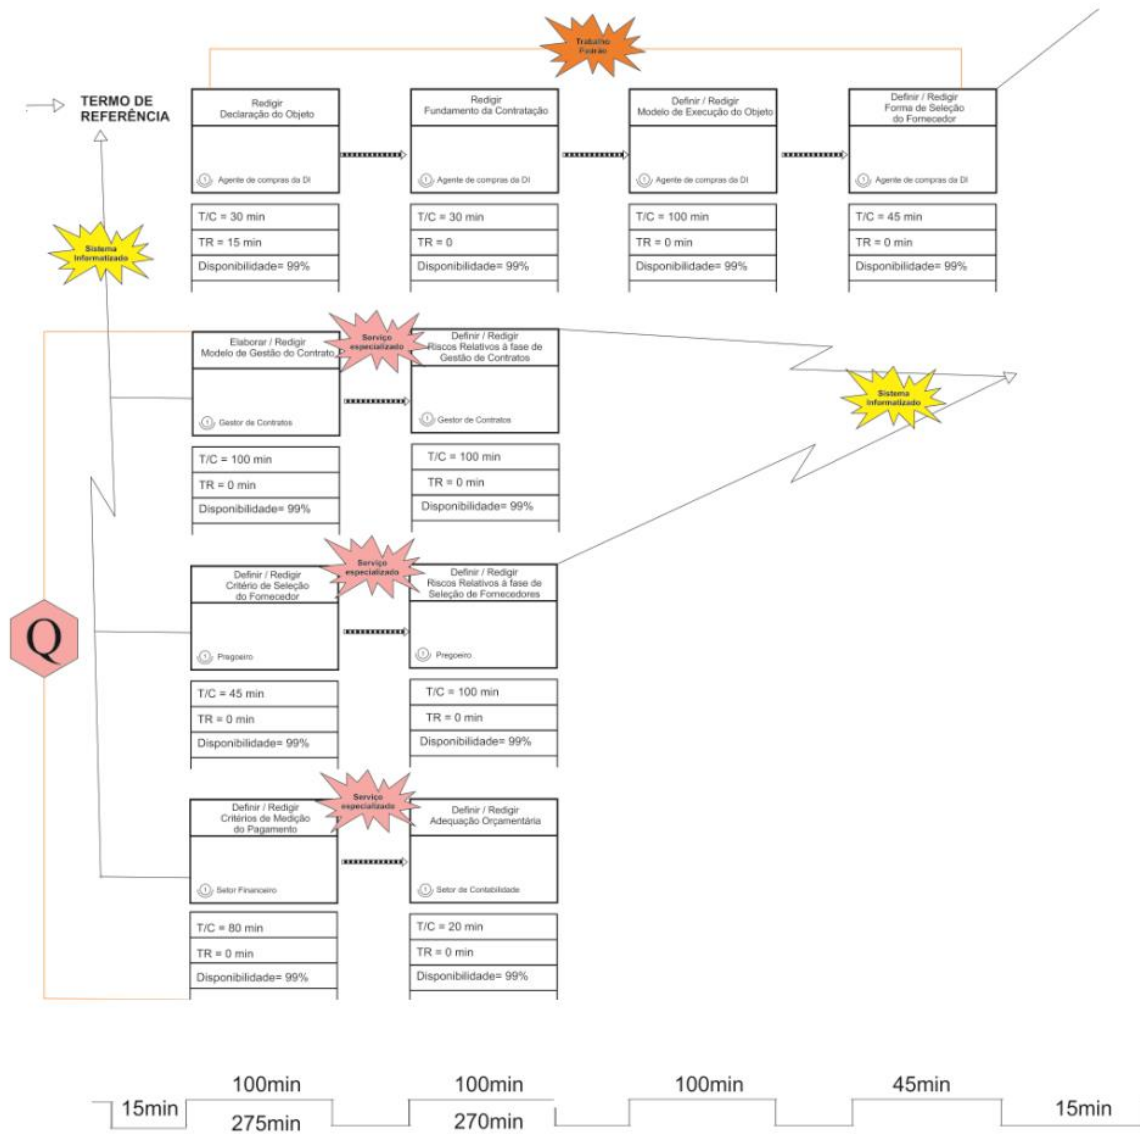 Trabalho
Padrão
TERMO DE
REFERÊNCIA
Redigir
Declaração do Objeto
1 Agente de compras da DI
T/C = 30 min
TR = 15 min
Disponibilidade= 99%
Redigir
Fundamento da Contratação
1 Agente de compras da DI
T/C = 30 min
TR = 0
Disponibilidade= 99%
Definir / Redigir
Modelo de Execução do Objeto
1 Agente de compras da DI
T/C = 100 min
TR = 0 min
Disponibilidade= 99%
Definir / Redigir
Forma de Seleção
do Fornecedor
1 Agente de compras da DI
T/C = 45 min
TR = 0 min
Disponibilidade= 99%
Sistema
Informatizado
Elaborar / Redigir
Modelo de Gestão do Contrato
1 Gestor de Contratos
T/C = 100 min
TR = 0 min
Disponibilidade= 99%
Serviço
especializado
Definir / Redigir
Riscos Relativos à fase de
Gestão de Contratos
1 Gestor de Contratos
T/C = 100 min
TR = 0 min
Disponibilidade= 99%
Sistema
Informatizado
Q
Definir / Redigir
Critério de Seleção
do Fornecedor
1 Pregoeiro
T/C = 45 min
TR = 0 min
Disponibilidade= 99%
Serviço
especializado
Definir / Redigir
Riscos Relativos à fase de
Seleção de Fornecedores
1 Pregoeiro
T/C = 100 min
TR = 0 min
Disponibilidade= 99%
Definir / Redigir
Critérios de Medição
do Pagamento
1 Setor Financeiro
T/C = 80 min
TR = 0 min
Disponibilidade= 99%
Serviço
especializado
Definir / Redigir
Adequação Orçamentária
1 Setor de Contabilidade
T/C = 20 min
TR = 0 min
Disponibilidade= 99%
15min
100min
275min
100min
270min
100min
45min
15min